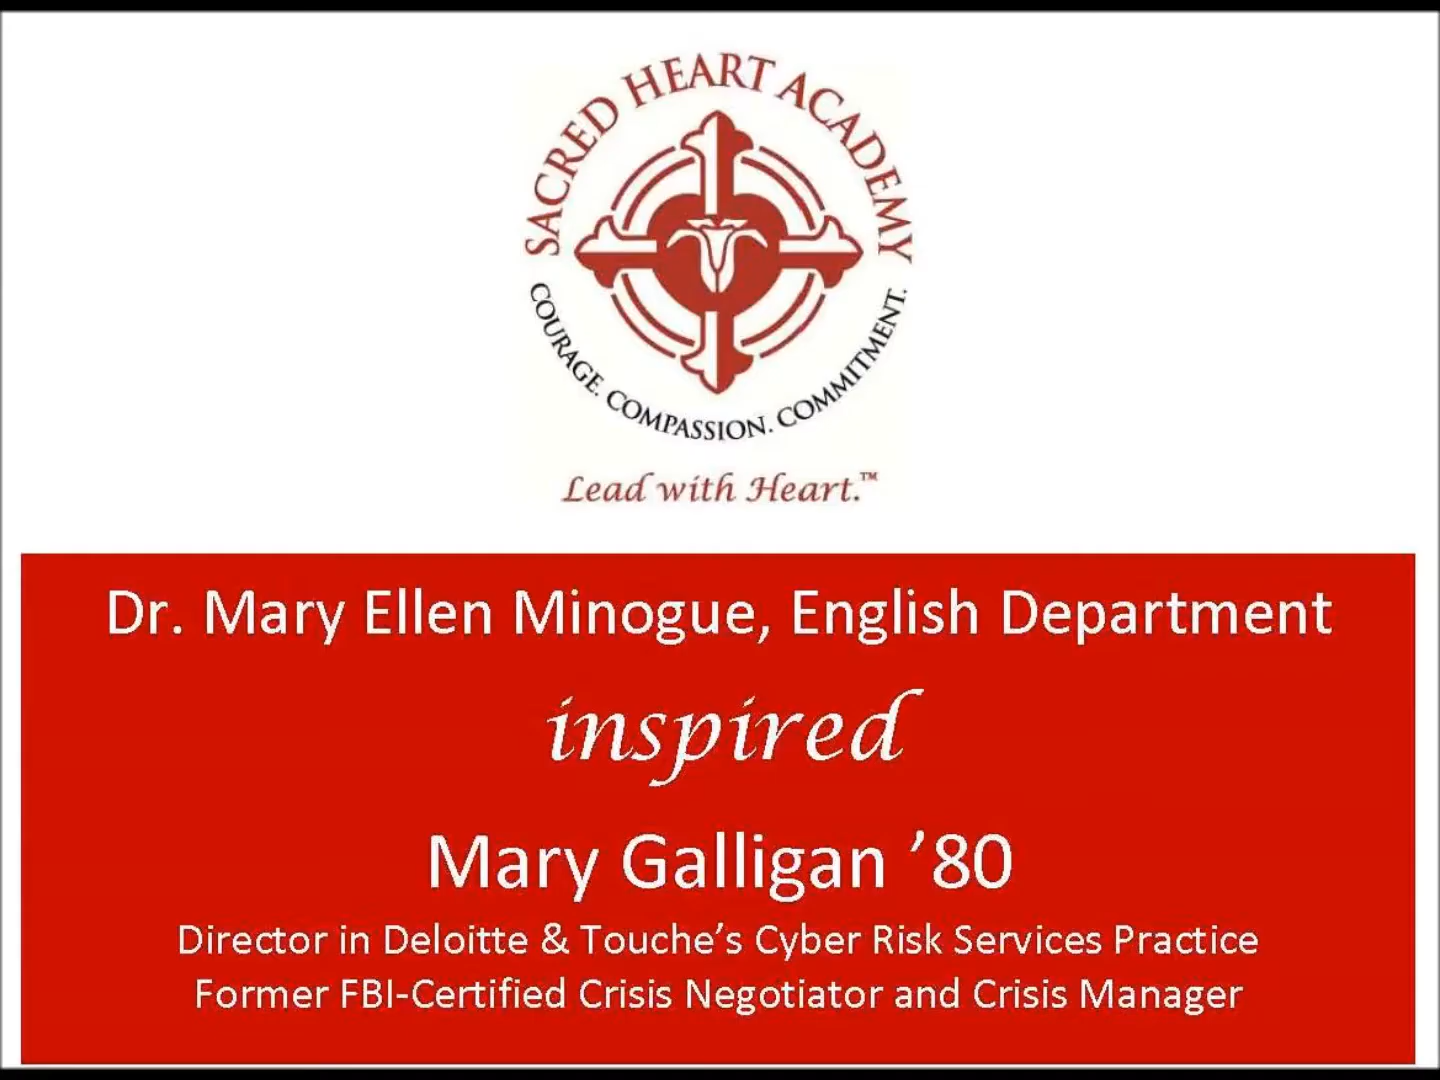 SACRED HEART ACADEMY
COURAGE. COMPASSION. COMMITMENT.
Lead with Heart.™
Dr. Mary Ellen Minogue, English Department
inspired
Mary Galligan ’80
Director in Deloitte & Touche’s Cyber Risk Services Practice
Former FBI-Certified Crisis Negotiator and Crisis Manager